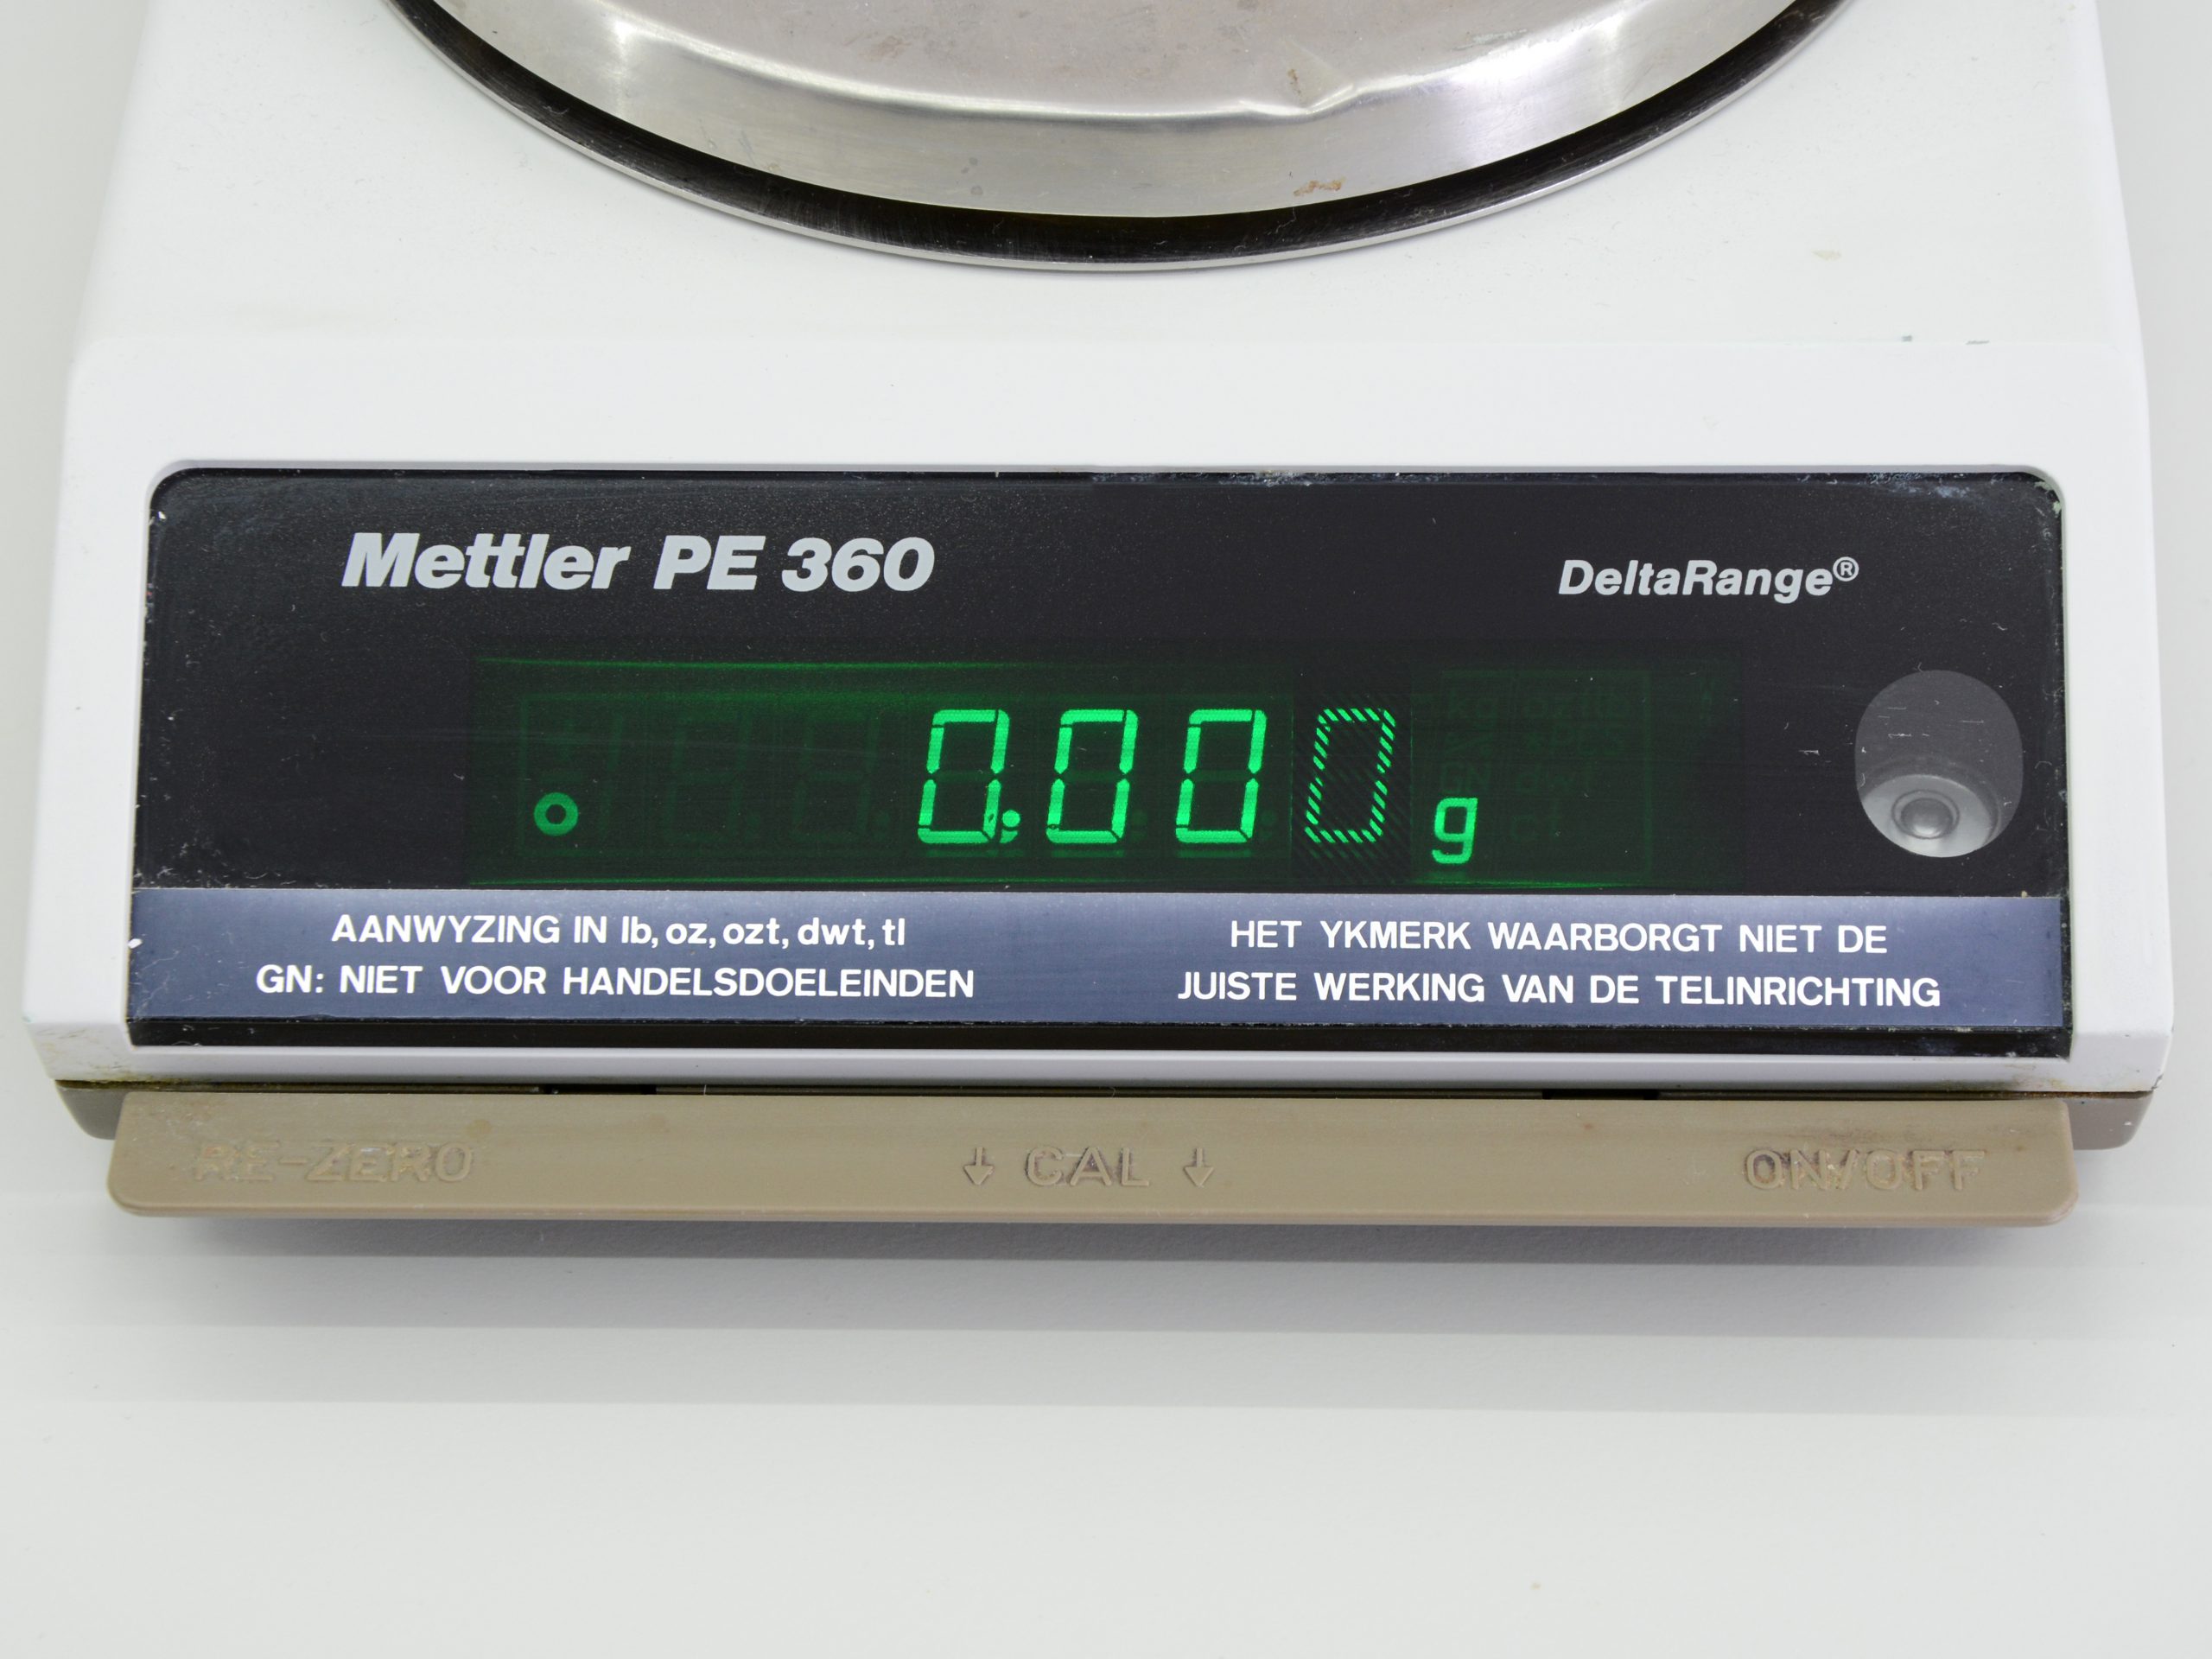 Mettler PE 360
DeltaRange®
0.000 g
AANWYZING IN lb, oz, ozt, dwt, tl
GN: NIET VOOR HANDELSDOELEINDEN
HET YKMERK WAARBORGT NIET DE
JUISTE WERKING VAN DE TELINRICHTING
RE-ZERO
↓ CAL ↓
ON/OFF